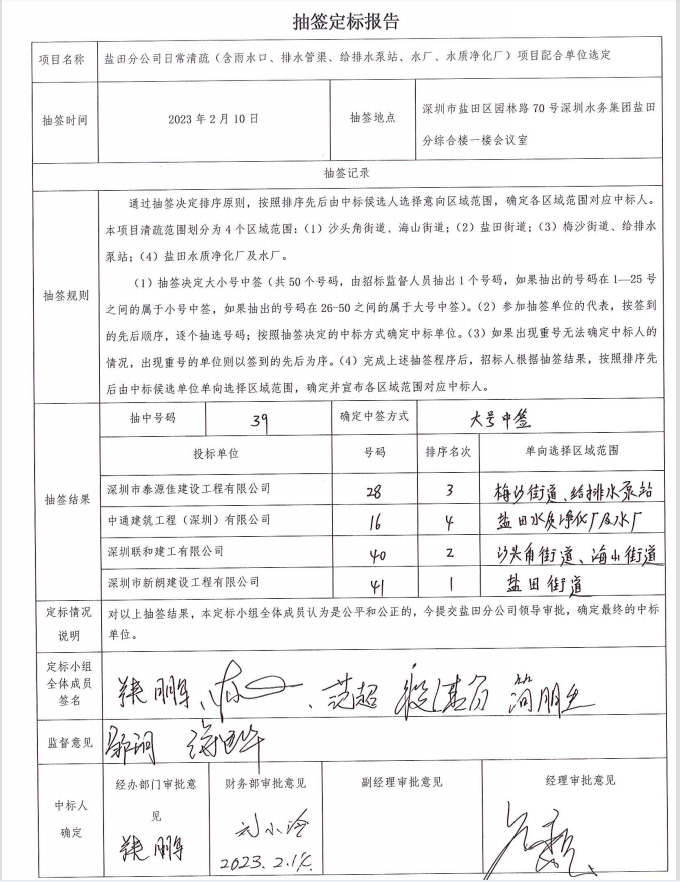 抽签定标报告
项目名称 盐田分公司日常清疏（含雨水口、排水管渠、给排水泵站、水厂、水质净化厂）项目配合单位选定
抽签时间 2023 年 2 月 10 日 抽签地点 深圳市盐田区园林路 70 号深圳水务集团盐田
分综合楼一楼会议室
抽签记录
抽签规则
通过抽签决定排序原则，按照排序先后由中标候选人选择意向区域范围，确定各区域范围对应中标人。
本项目清疏范围划分为 4 个区域范围：（1）沙头角街道、海山街道；（2）盐田街道；（3）梅沙街道、给排水
泵站；（4）盐田水质净化厂及水厂。
（1）抽签决定大小号中签（共 50 个号码，由招标监督人员抽出 1 个号码，如果抽出的号码在 1—25 号
之间的属于小号中签，如果抽出的号码在 26-50 之间的属于大号中签）。（2）参加抽签单位的代表，按签到
的先后顺序，逐个抽选号码；按照抽签决定的中标方式确定中标单位。（3）如果出现重号无法确定中标人的
情况，出现重号的单位则以签到的先后为序。（4）完成上述抽签程序后，招标人根据抽签结果，按照排序先
后由中标候选单位单向选择区域范围，确定并宣布各区域范围对应中标人。
抽签结果
抽中号码 39 确定中签方式 大号中签
投标单位 号码 排序名次 单向选择区域范围
深圳市泰源佳建设工程有限公司 28 3 梅沙街道、给排水泵站
中通建筑工程（深圳）有限公司 16 4 盐田水质净化厂及水厂
深圳联和建工有限公司 40 2 沙头角街道、海山街道
深圳市新朗建设工程有限公司 41 1 盐田街道
定标情况
说明
对以上抽签结果，本定标小组全体成员认为是公平和公正的，今提交盐田分公司领导审批，确定最终的中标
单位。
定标小组
全体成员
签名
范超
监督意见
中标人
确定
经办部门审批意
见
财务部审批意见 副经理审批意见 经理审批意见
刘小玲
2023.2.14.